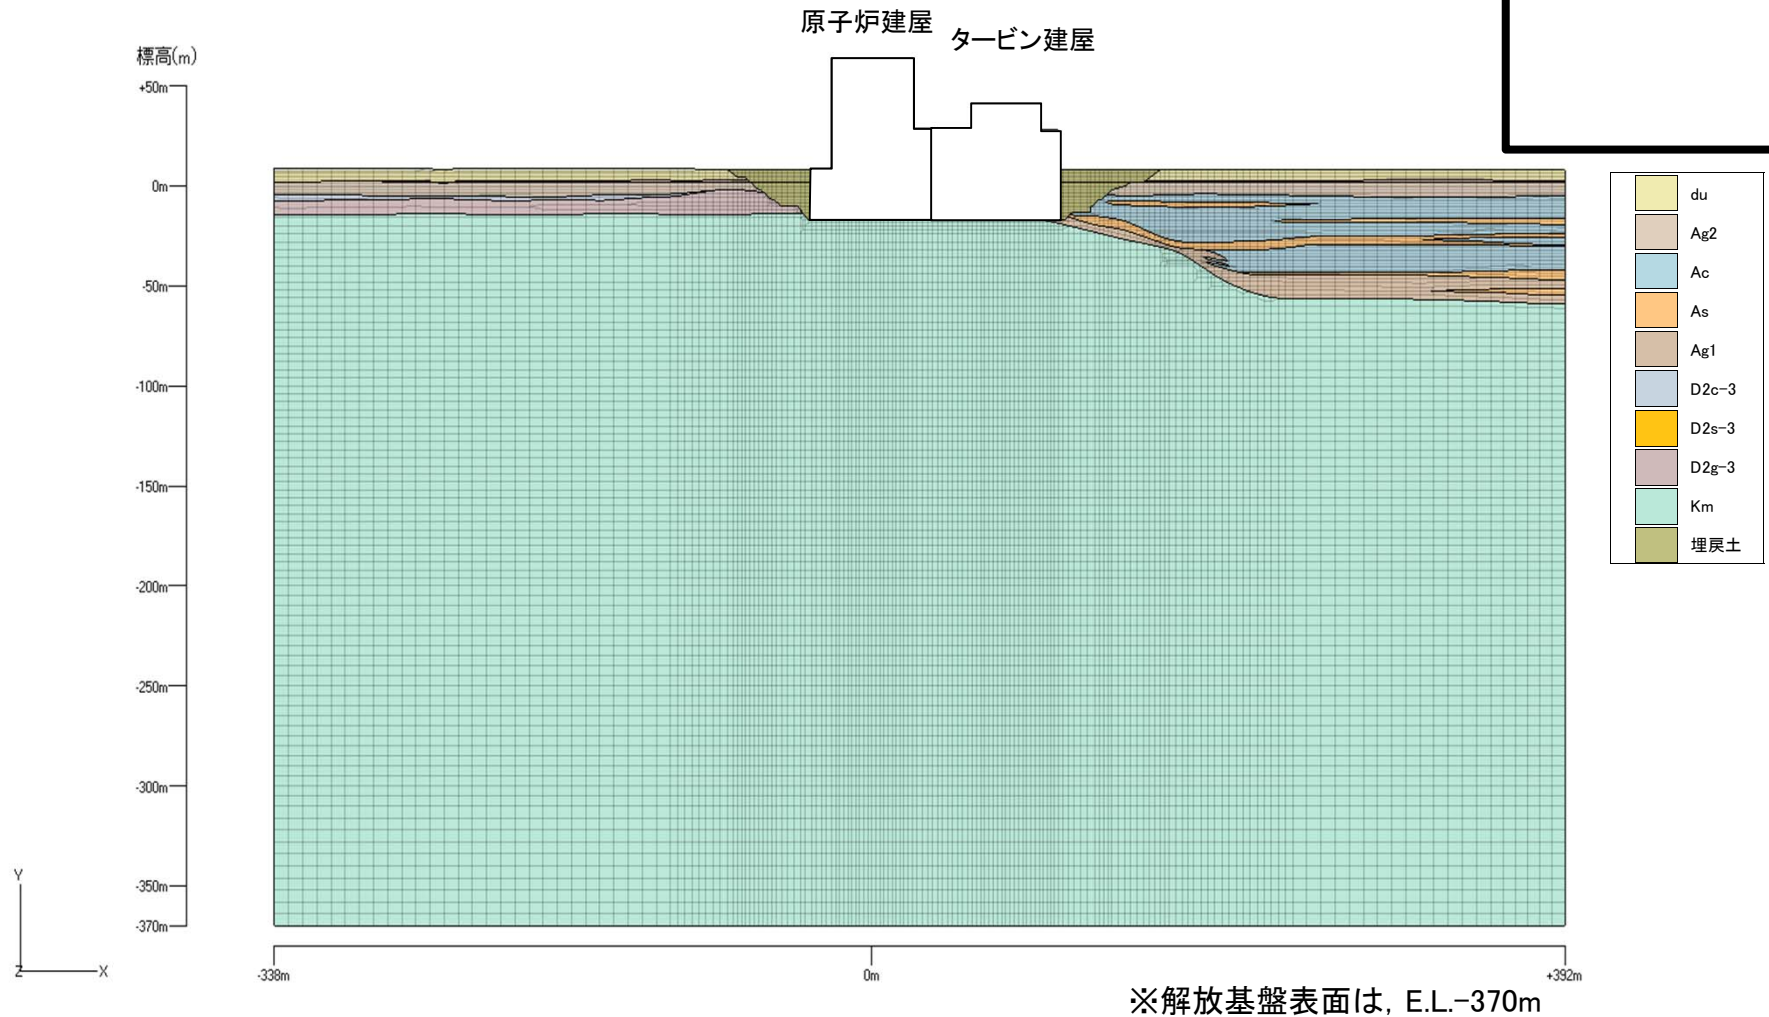 原子炉建屋
タービン建屋
標高(m)
+50m
0m
-50m
-100m
-150m
-200m
-250m
-300m
-350m
-370m
du
Ag2
Ac
As
Ag1
D2c-3
D2s-3
D2g-3
Km
埋戻土
Y
Z
X
-338m
0m
+392m
※解放基盤表面は, E.L.-370m